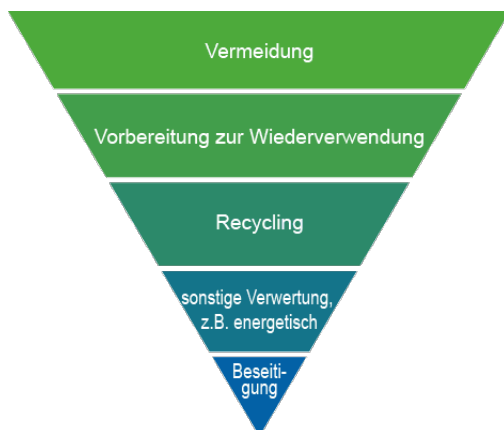 Vermeidung
Vorbereitung zur Wiederverwendung
Recycling
sonstige Verwertung,
z.B. energetisch
Beseiti-
gung